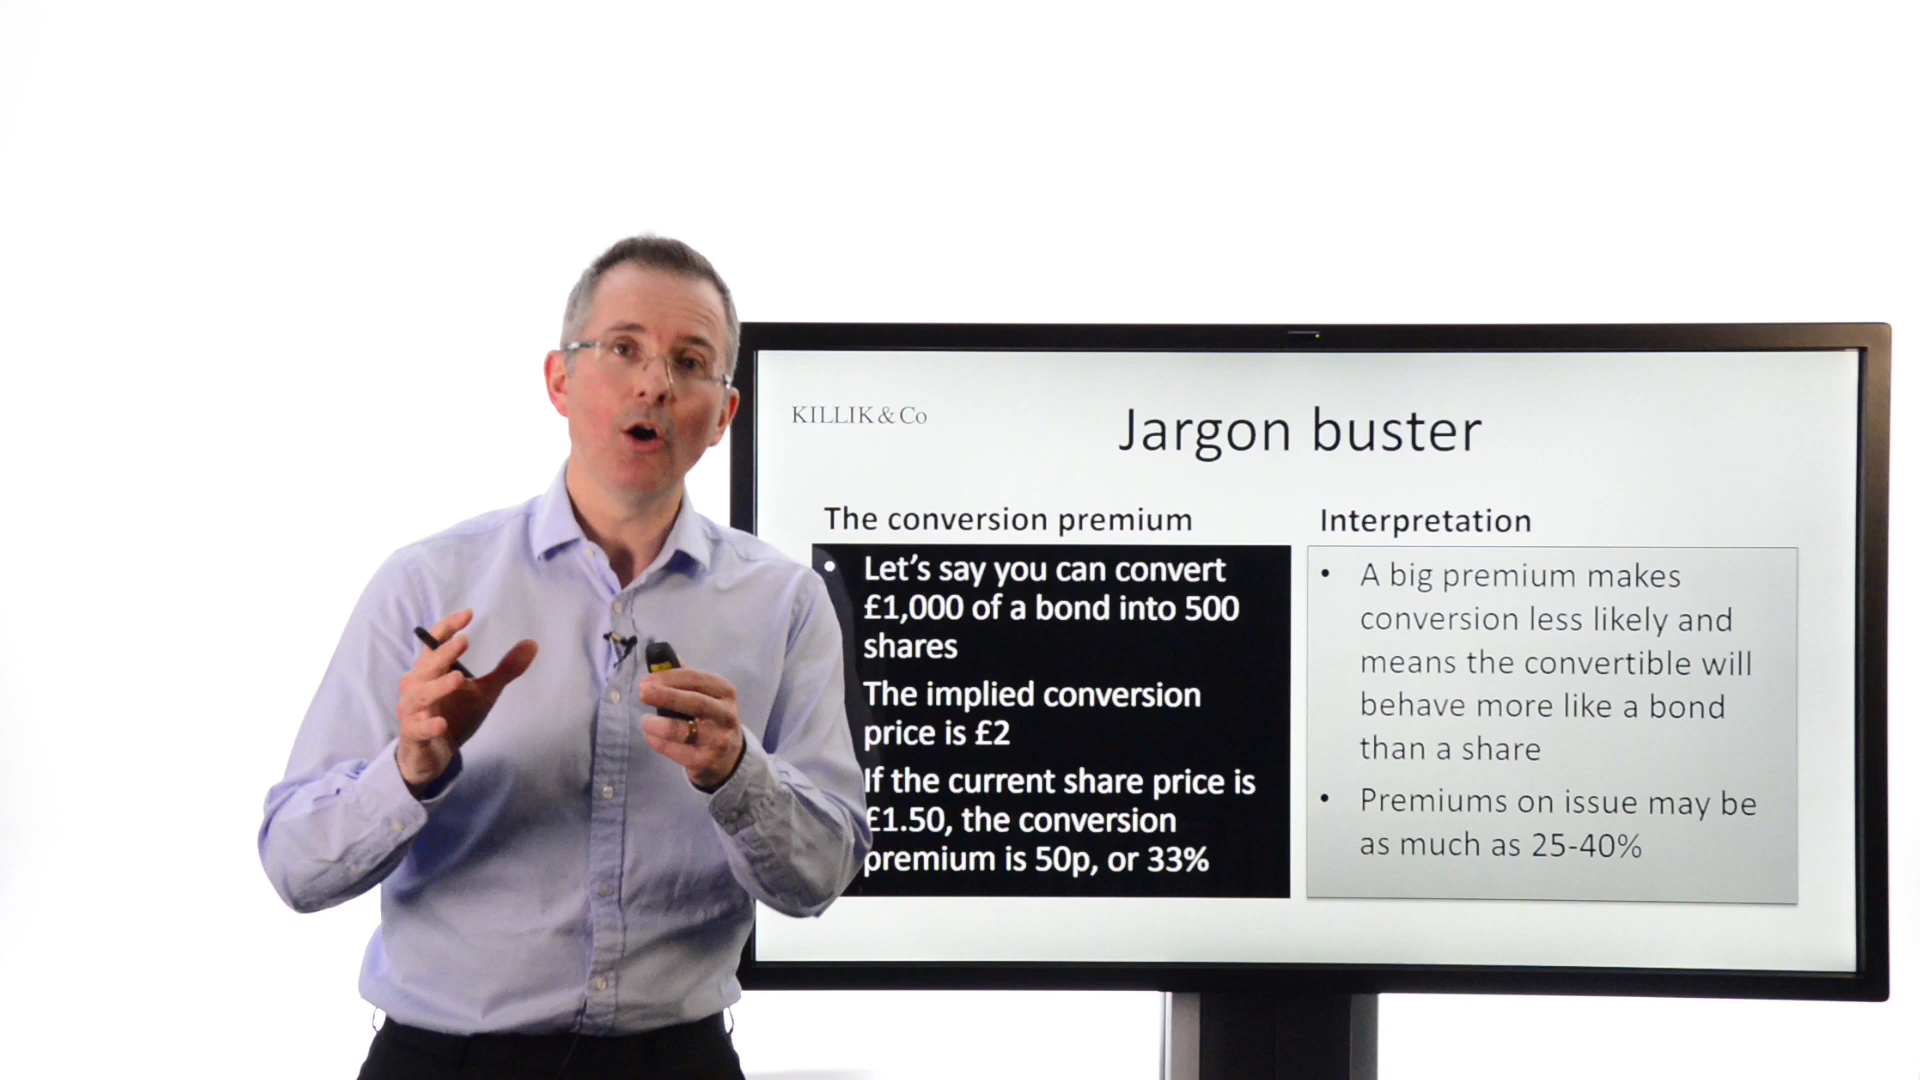 KILLIK & Co
Jargon buster
The conversion premium
• Let's say you can convert
£1,000 of a bond into 500
shares
The implied conversion
price is £2
If the current share price is
£1.50, the conversion
premium is 50p, or 33%
Interpretation
• A big premium makes
conversion less likely and
means the convertible will
behave more like a bond
than a share
• Premiums on issue may be
as much as 25-40%